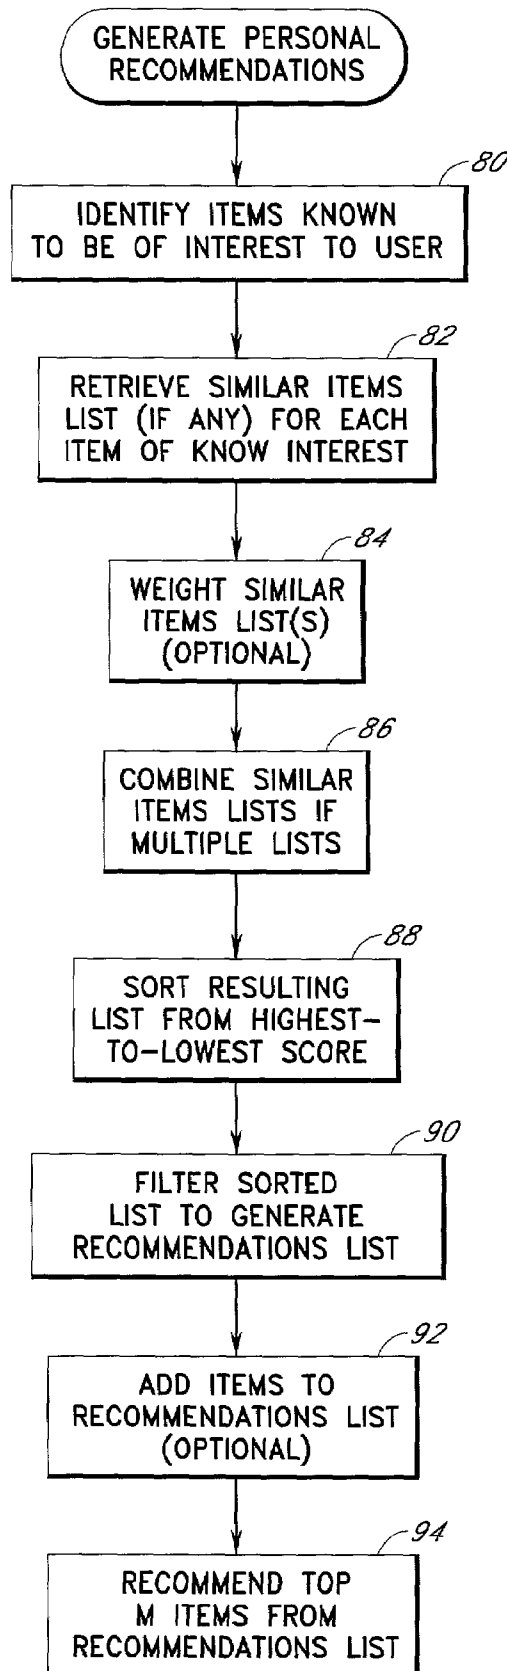 GENERATE PERSONAL
RECOMMENDATIONS
80
IDENTIFY ITEMS KNOWN
TO BE OF INTEREST TO USER
82
RETRIEVE SIMILAR ITEMS
LIST (IF ANY) FOR EACH
ITEM OF KNOW INTEREST
84
WEIGHT SIMILAR
ITEMS LIST(S)
(OPTIONAL)
86
COMBINE SIMILAR
ITEMS LISTS IF
MULTIPLE LISTS
88
SORT RESULTING
LIST FROM HIGHEST-
TO-LOWEST SCORE
90
FILTER SORTED
LIST TO GENERATE
RECOMMENDATIONS LIST
92
ADD ITEMS TO
RECOMMENDATIONS LIST
(OPTIONAL)
94
RECOMMEND TOP
M ITEMS FROM
RECOMMENDATIONS LIST